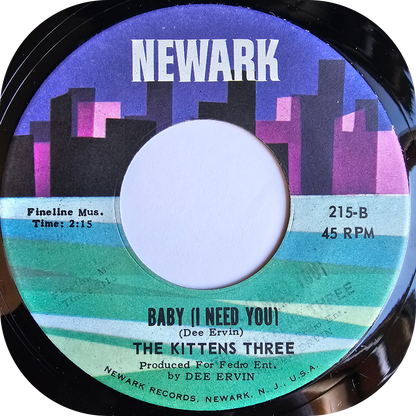 NEWARK
Fineline Mus.
Time: 2:15
215-B
45 RPM
BABY (I NEED YOU)
(Dee Ervin)
THE KITTENS THREE
Produced For Fedro Ent.
by DEE ERVIN
NEWARK RECORDS, NEWARK, N. J., U.S.A.